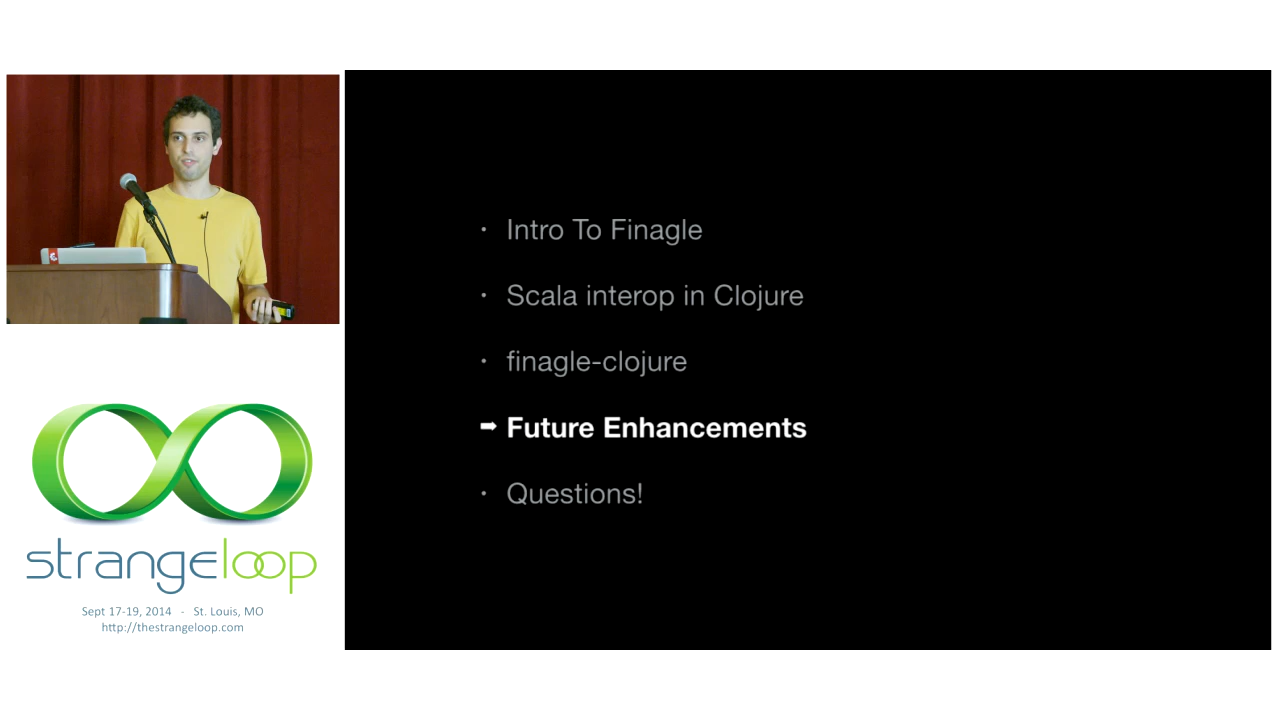 Intro To Finagle
Scala interop in Clojure
finagle-clojure
Future Enhancements
Questions!
strangeloop
Sept 17-19, 2014 - St. Louis, MO
http://thestrangeloop.com